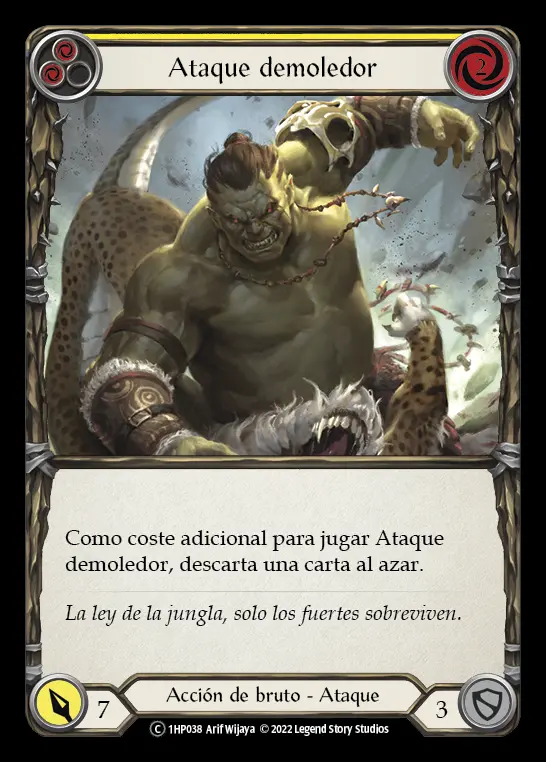 Ataque demoledor
2
Como coste adicional para jugar Ataque
demoledor, descarta una carta al azar.
La ley de la jungla, solo los fuertes sobreviven.
7
Acción de bruto - Ataque
3
C 1HP038 Arif Wijaya © 2022 Legend Story Studios